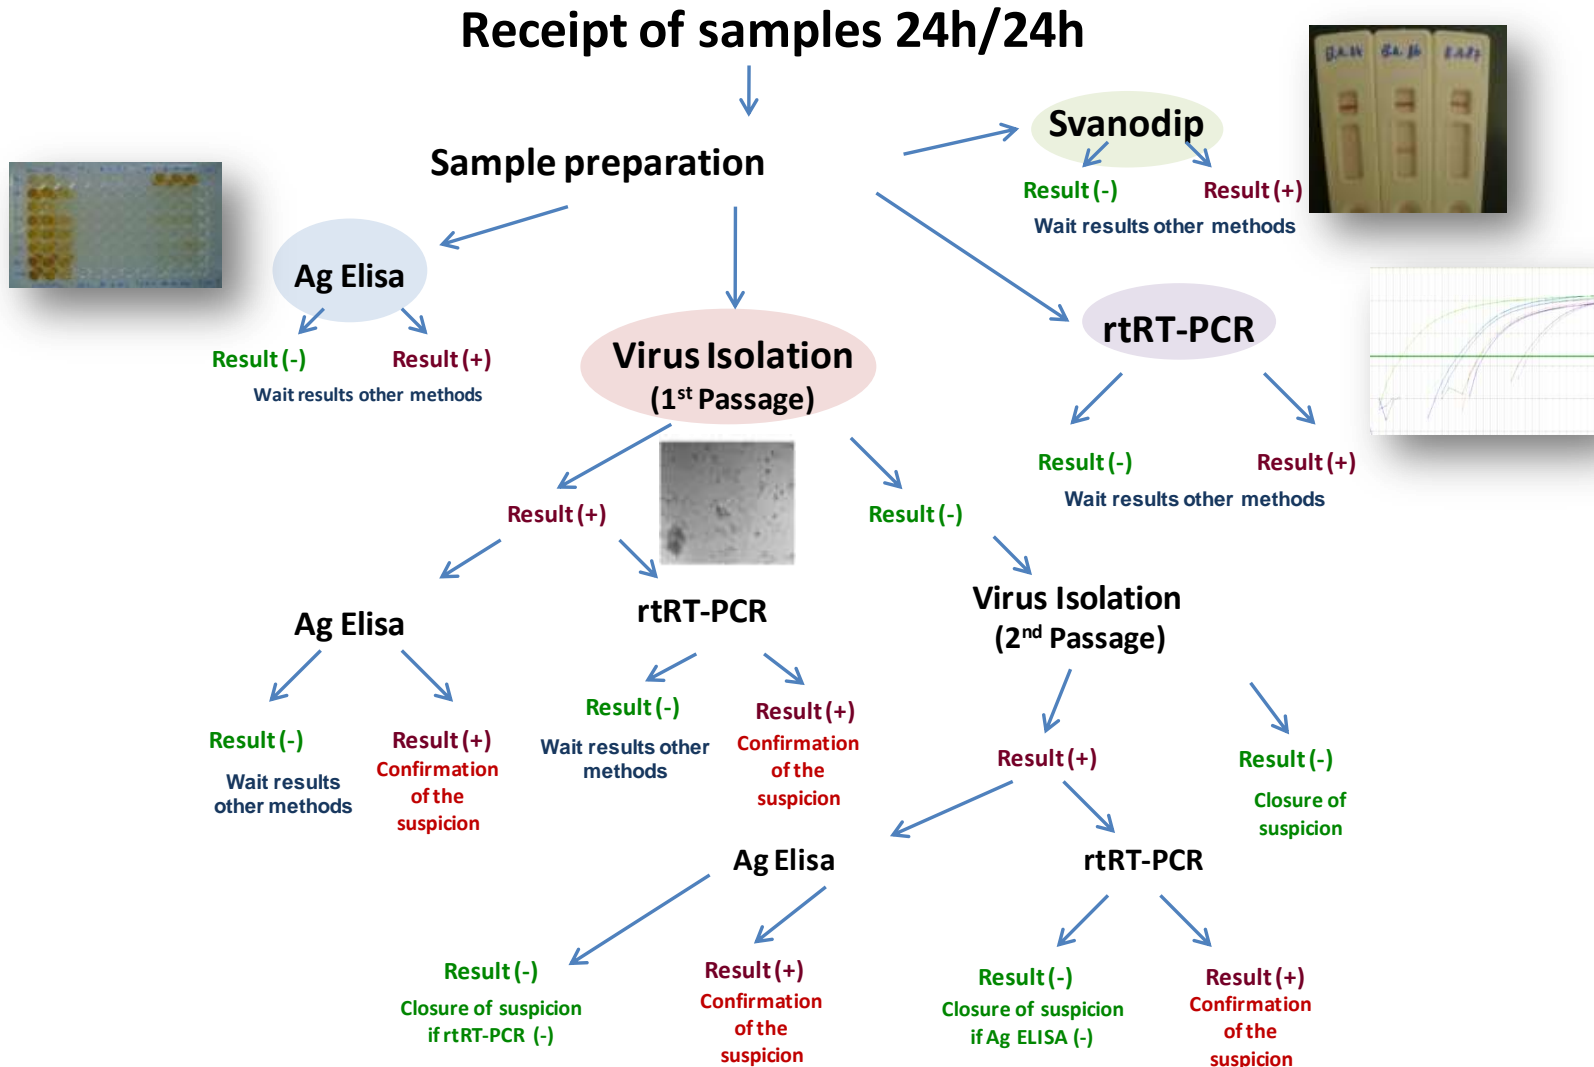 Receipt of samples 24h/24h
Svanodip
Sample preparation
Result (-)
Result (+)
Wait results other methods
Ag Elisa
rtRT-PCR
Result (-)
Result (+)
Wait results other methods
Virus Isolation
(1st Passage)
Result (-)
Result (+)
Wait results other methods
Result (+)
Result (-)
Ag Elisa
rtRT-PCR
Virus Isolation
(2nd Passage)
Result (-)
Wait results
other methods
Result (+)
Confirmation
of the
suspicion
Result (-)
Wait results other
methods
Result (+)
Confirmation
of the
suspicion
Result (+)
Result (-)
Closure of
suspicion
Ag Elisa
rtRT-PCR
Result (-)
Closure of suspicion
if rtRT-PCR (-)
Result (+)
Confirmation
of the
suspicion
Result (-)
Closure of suspicion
if Ag ELISA (-)
Result (+)
Confirmation
of the
suspicion